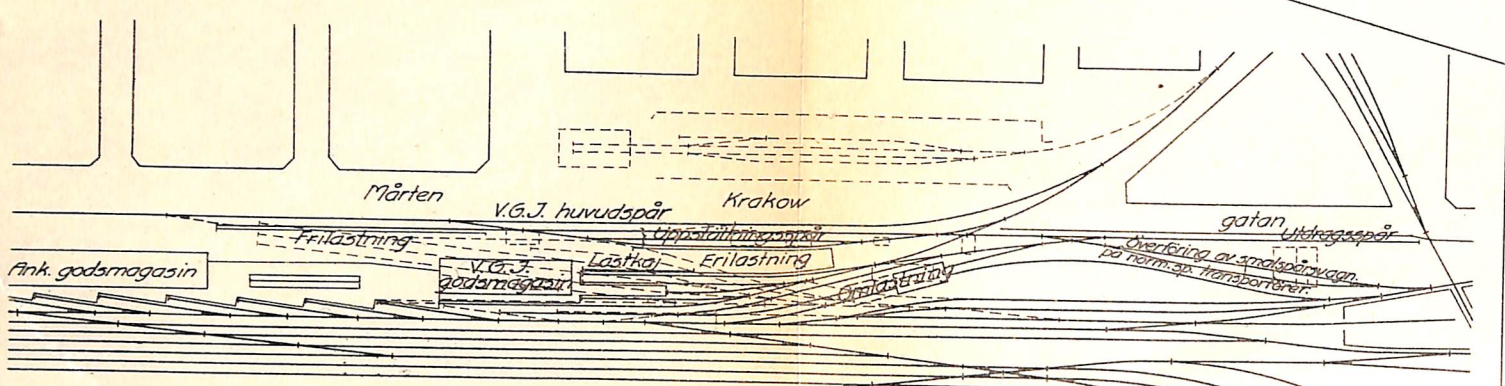 Mårten
Krakow
gatan
V.G.J. huvudspår
Uppställningsspår
Utdragsspår
Frilastning
Lastkaj
Frilastning
Överföring av smalspårsvagn.
på norm.sp. transportörer.
Ank. godsmagasin
V.G.J.
godsmagasin
Omlastning